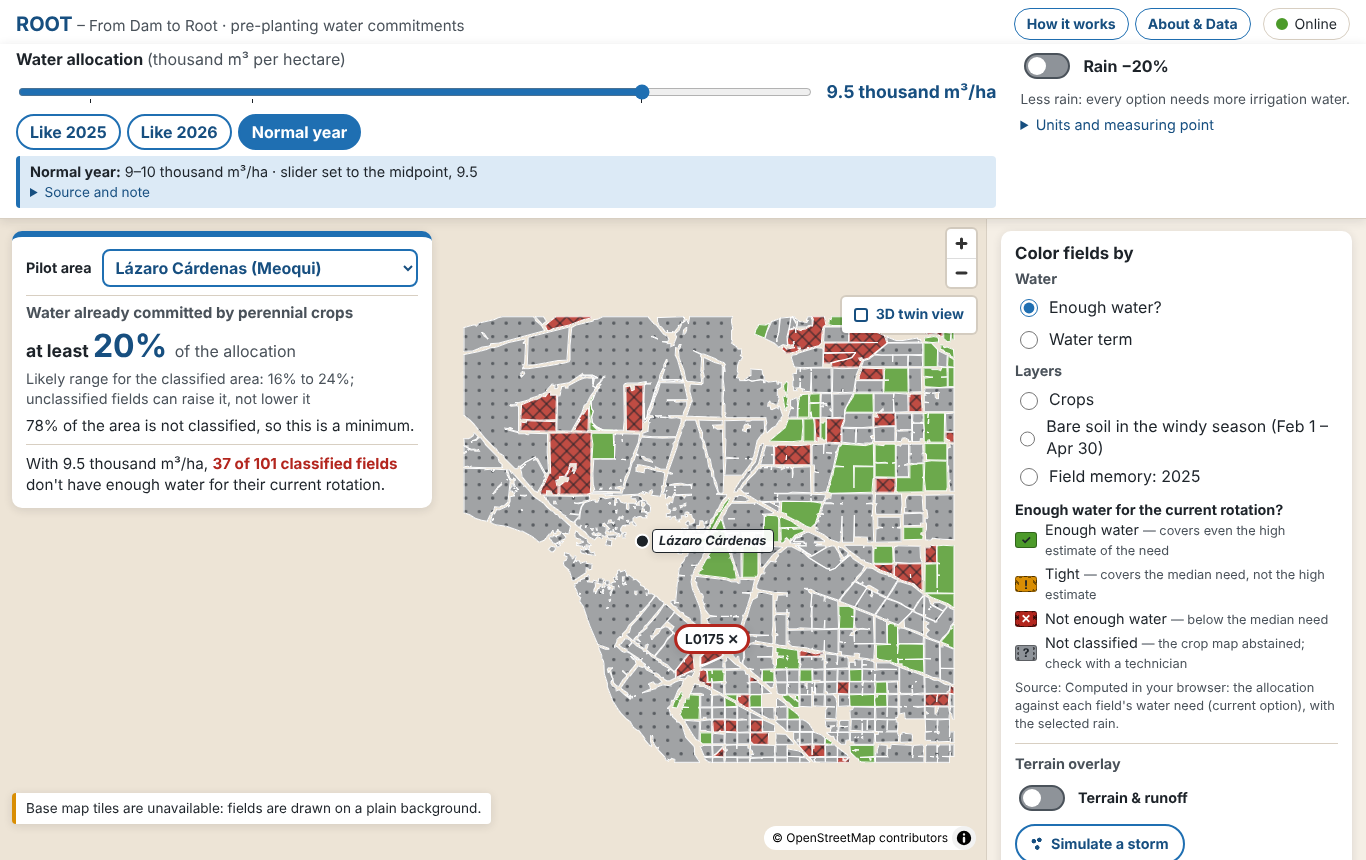 ROOT – From Dam to Root · pre-planting water commitments
How it works
About & Data
Online
Water allocation (thousand m³ per hectare)
9.5 thousand m³/ha
Like 2025
Like 2026
Normal year
Normal year: 9–10 thousand m³/ha · slider set to the midpoint, 9.5
Source and note
Rain −20%
Less rain: every option needs more irrigation water.
Units and measuring point
Pilot area
Lázaro Cárdenas (Meoqui)
Water already committed by perennial crops
at least 20% of the allocation
Likely range for the classified area: 16% to 24%;
unclassified fields can raise it, not lower it
78% of the area is not classified, so this is a minimum.
With 9.5 thousand m³/ha, 37 of 101 classified fields
don't have enough water for their current rotation.
+
−
3D twin view
Lázaro Cárdenas
L0175 ✕
Base map tiles are unavailable: fields are drawn on a plain background.
© OpenStreetMap contributors
Color fields by
Water
Enough water?
Water term
Layers
Crops
Bare soil in the windy season (Feb 1 –
Apr 30)
Field memory: 2025
Enough water for the current rotation?
Enough water — covers even the high
estimate of the need
Tight — covers the median need, not the high
estimate
Not enough water — below the median need
Not classified — the crop map abstained;
check with a technician
Source: Computed in your browser: the allocation
against each field's water need (current option), with
the selected rain.
Terrain overlay
Terrain & runoff
Simulate a storm